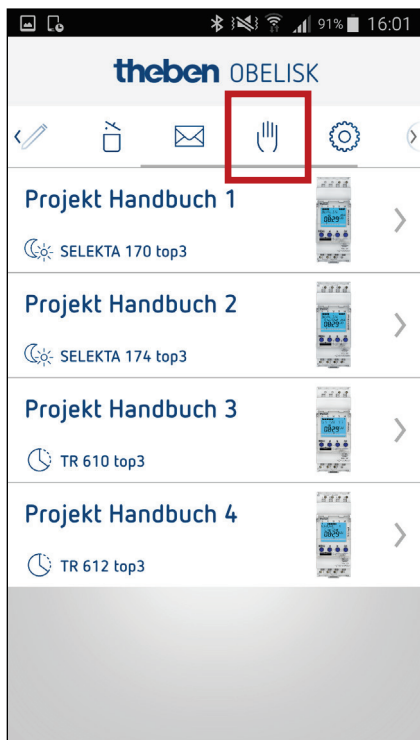 91% 16:01
theben OBELISK
Projekt Handbuch 1
SELEKTA 170 top3
Projekt Handbuch 2
SELEKTA 174 top3
Projekt Handbuch 3
TR 610 top3
Projekt Handbuch 4
TR 612 top3